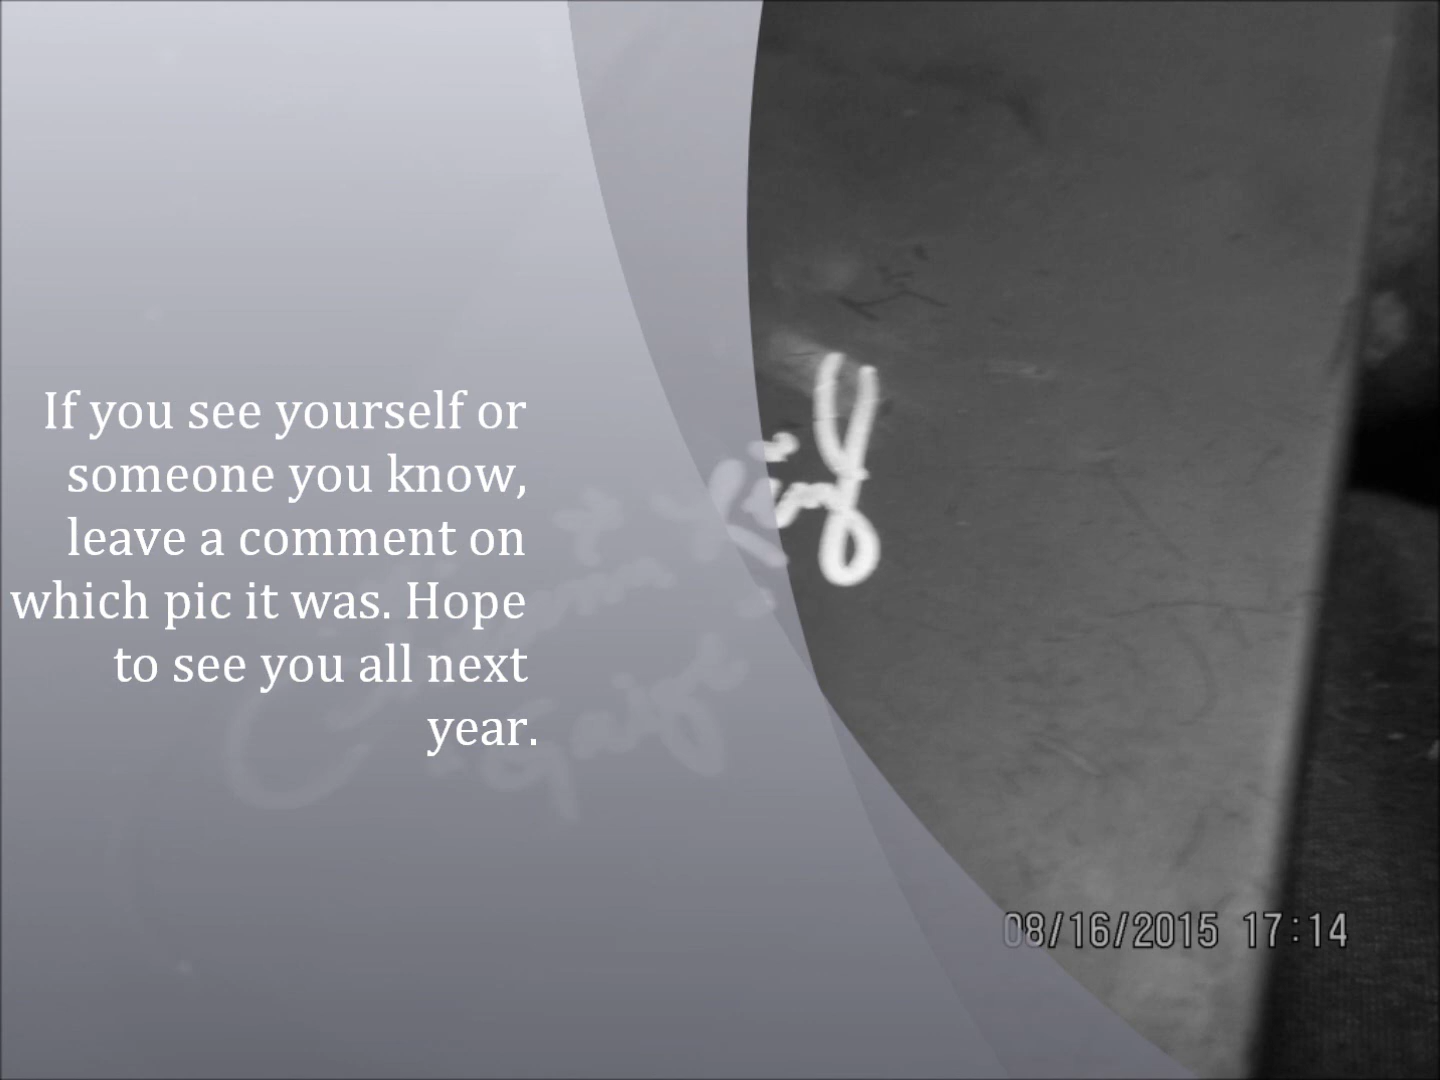 If you see yourself or
someone you know,
leave a comment on
which pic it was. Hope
to see you all next
year.
08/16/2015 17:14